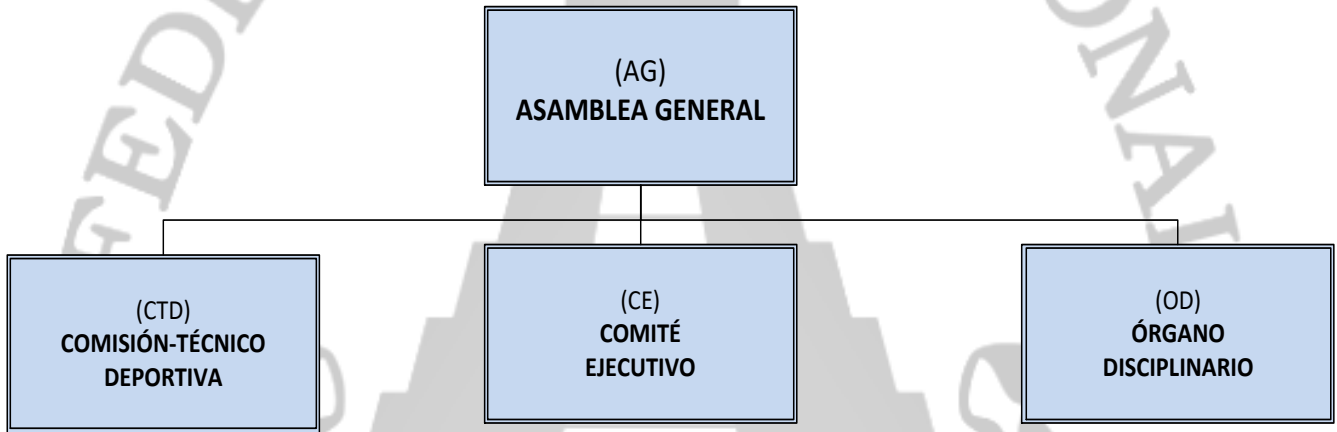 (AG)
ASAMBLEA GENERAL
(CTD)
COMISIÓN-TÉCNICO
DEPORTIVA
(CE)
COMITÉ
EJECUTIVO
(OD)
ÓRGANO
DISCIPLINARIO